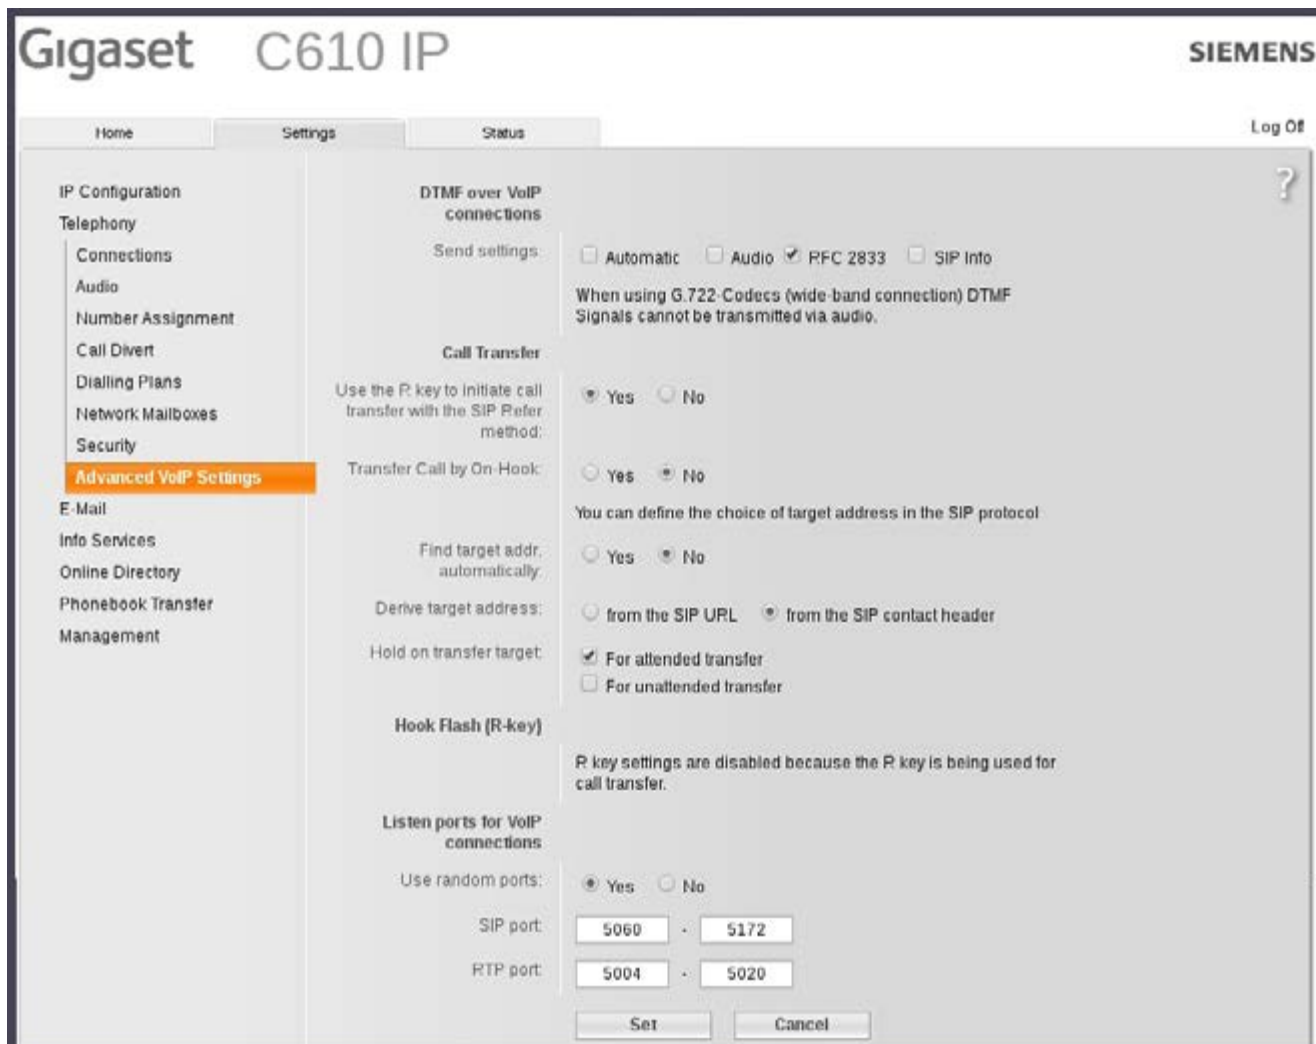 Gigaset C610 IP
SIEMENS
Home
Settings
Status
Log Off
?
IP Configuration
Telephony
Connections
Audio
Number Assignment
Call Divert
Dialling Plans
Network Mailboxes
Security
Advanced VoIP Settings
E-Mail
Info Services
Online Directory
Phonebook Transfer
Management
DTMF over VoIP
connections
Send settings:
Automatic Audio RFC 2833 SIP Info
When using G.722-Codecs (wide-band connection) DTMF
Signals cannot be transmitted via audio.
Call Transfer
Use the R key to initiate call
transfer with the SIP Refer
method:
Yes No
Transfer Call by On-Hook:
Yes No
You can define the choice of target address in the SIP protocol
Find target addr.
automatically:
Yes No
Derive target address:
from the SIP URL from the SIP contact header
Hold on transfer target:
For attended transfer
For unattended transfer
Hook Flash (R-key)
R key settings are disabled because the R key is being used for
call transfer.
Listen ports for VoIP
connections
Use random ports:
Yes No
SIP port:
5060 - 5172
RTP port:
5004 - 5020
Set
Cancel